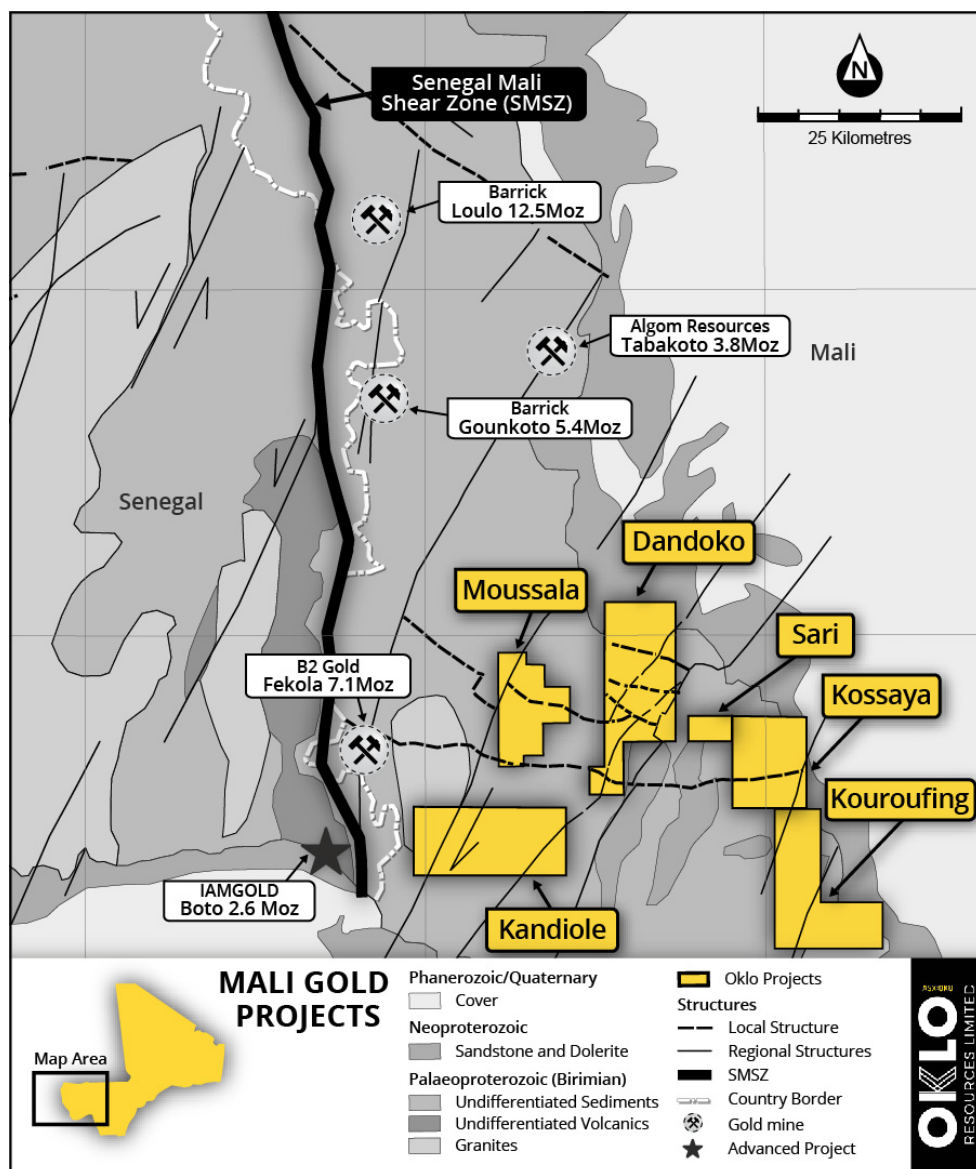 Senegal Mali
Shear Zone (SMSZ)
N
25 Kilometres
Barrick
Loulo 12.5Moz
Algom Resources
Tabakoto 3.8Moz
Mali
Barrick
Gounkoto 5.4Moz
Senegal
Dandoko
Moussala
Sari
B2 Gold
Fekola 7.1Moz
Kossaya
Kouroufing
IAMGOLD
Boto 2.6 Moz
Kandiole
MALI GOLD
PROJECTS
Map Area
Phanerozoic/Quaternary
Cover
Neoproterozoic
Sandstone and Dolerite
Palaeoproterozoic (Birimian)
Undifferentiated Sediments
Undifferentiated Volcanics
Granites
Oklo Projects
Structures
Local Structure
Regional Structures
SMSZ
Country Border
Gold mine
Advanced Project
ASX:OKU
OKLO
RESOURCES LIMITED